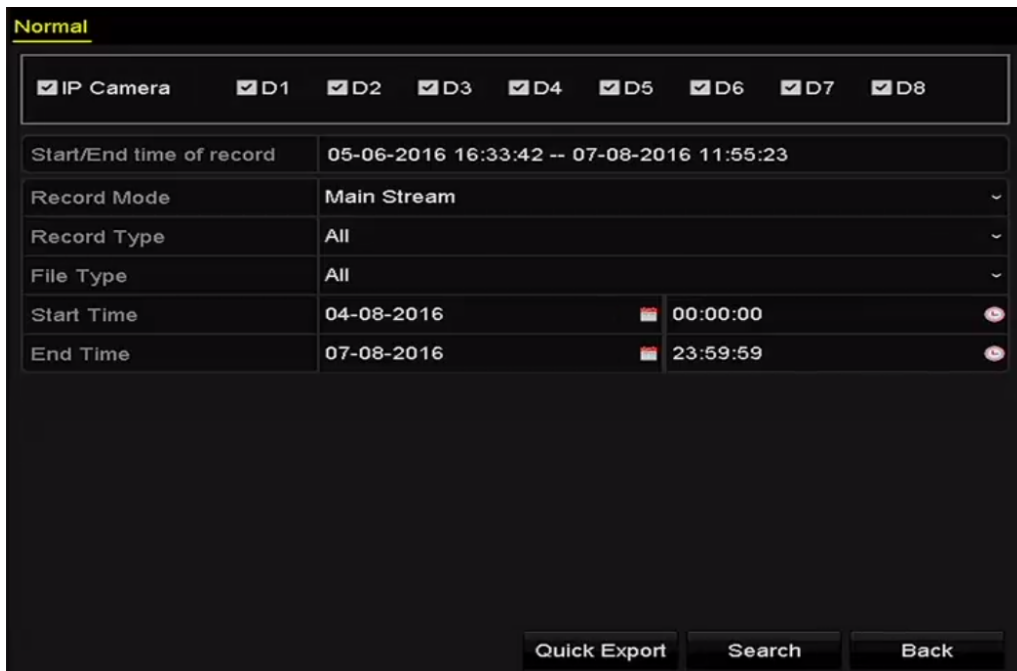 Normal
IP Camera D1 D2 D3 D4 D5 D6 D7 D8
Start/End time of record 05-06-2016 16:33:42 -- 07-08-2016 11:55:23
Record Mode Main Stream
Record Type All
File Type All
Start Time 04-08-2016 00:00:00
End Time 07-08-2016 23:59:59
Quick Export Search Back